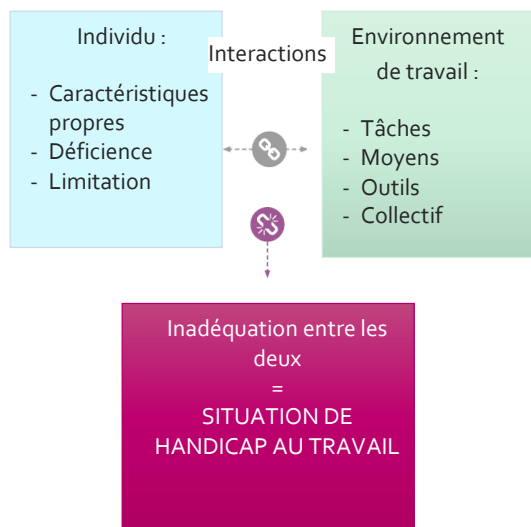 Individu :
- Caractéristiques
propres
- Déficience
- Limitation
Interactions
Environnement
de travail :
- Tâches
- Moyens
- Outils
- Collectif
Inadéquation entre les
deux
=
SITUATION DE
HANDICAP AU TRAVAIL